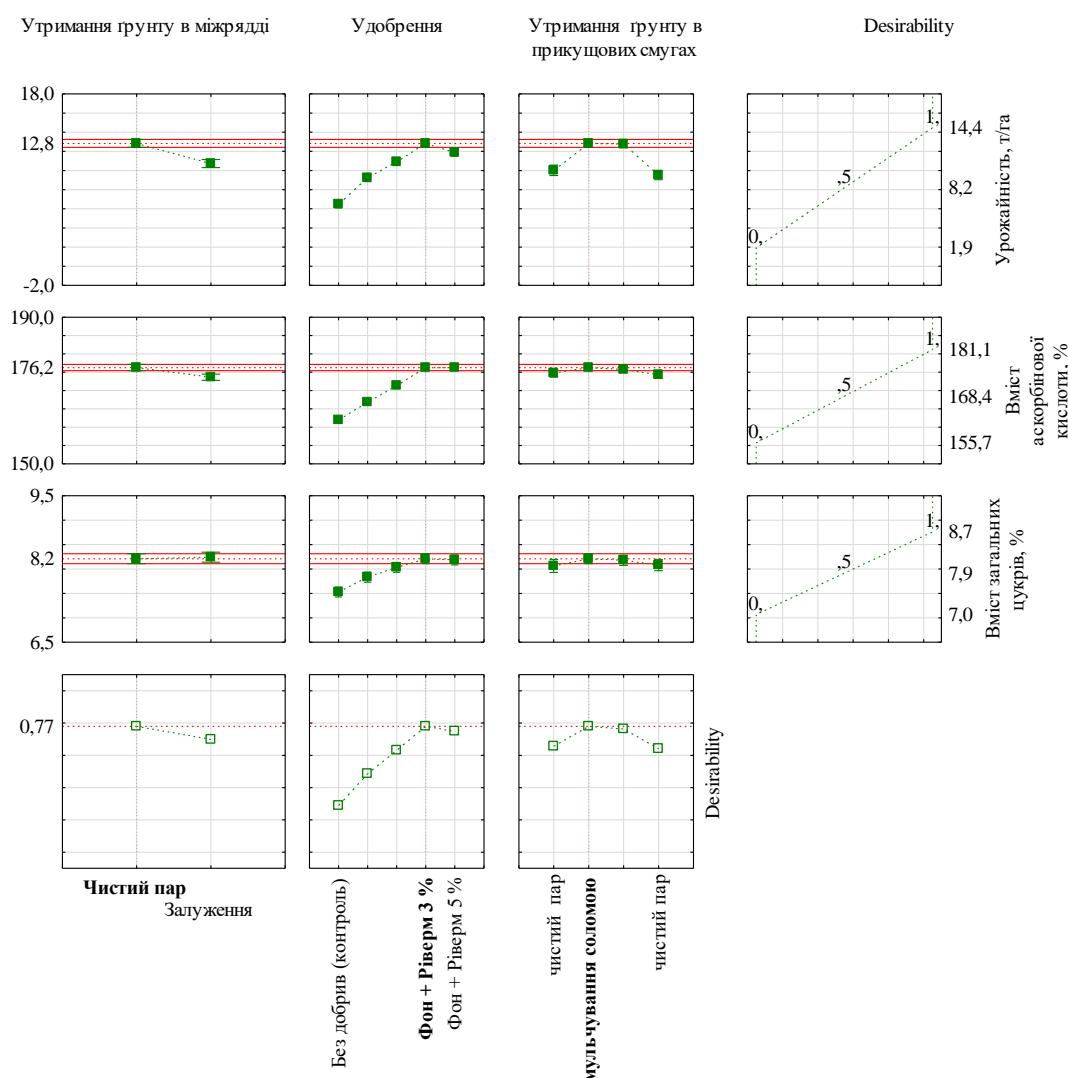 Утримання ґрунту в міжрядді
Удобрення
Утримання ґрунту в
прикущових смугах
Desirability
18,0
12,8
-2,0
0,
,5
1,
14,4
8,2
1,9
Урожайність, т/га
190,0
176,2
150,0
0,
,5
1,
181,1
168,4
155,7
Вміст
аскорбінової
кислоти, %
9,5
8,2
6,5
0,
,5
1,
8,7
7,9
7,0
Вміст загальних
цукрів, %
0,77
Desirability
Чистий пар
Залуження
Без добрив (контроль)
Фон + Ріверм 3 %
Фон + Ріверм 5 %
чистий пар
мульчування соломою
чистий пар